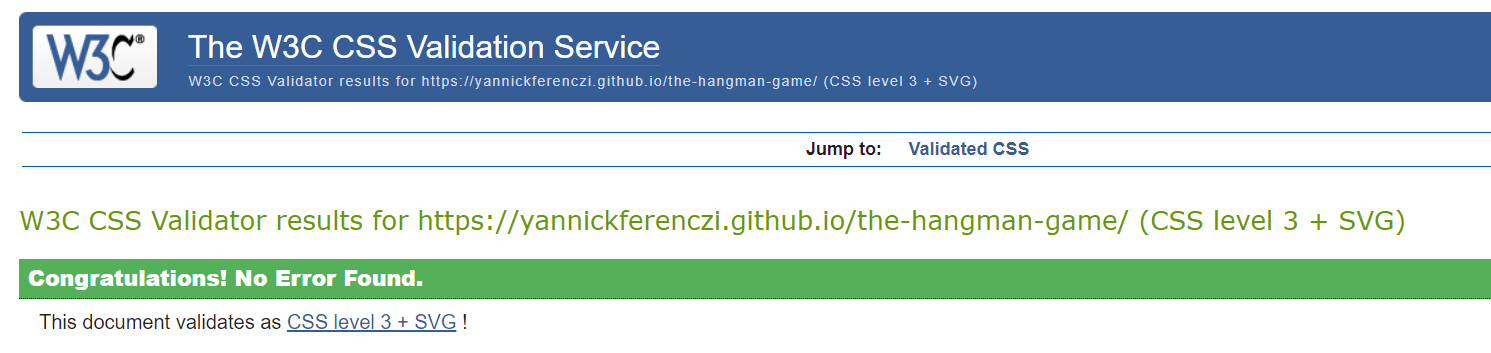 W3C®
The W3C CSS Validation Service
W3C CSS Validator results for https://yannickferenczi.github.io/the-hangman-game/ (CSS level 3 + SVG)
Jump to: Validated CSS
W3C CSS Validator results for https://yannickferenczi.github.io/the-hangman-game/ (CSS level 3 + SVG)
Congratulations! No Error Found.
This document validates as CSS level 3 + SVG !